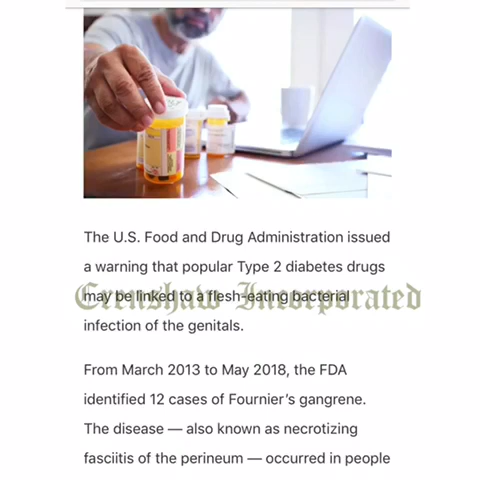 The U.S. Food and Drug Administration issued
a warning that popular Type 2 diabetes drugs
may be linked to a flesh-eating bacterial
Crenshaw Incorporated
infection of the genitals.
From March 2013 to May 2018, the FDA
identified 12 cases of Fournier’s gangrene.
The disease — also known as necrotizing
fasciitis of the perineum — occurred in people